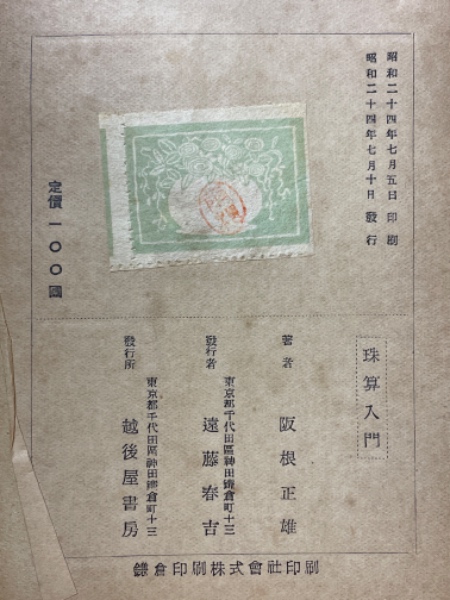 昭和二十四年七月五日 印刷
昭和二十四年七月十日 發行
定價 一〇〇圓
珠算入門
著者 阪根正雄
東京都千代田區神田鎌倉町十三
發行者 遠藤春吉
東京都千代田區神田鎌倉町十三
發行所 越後屋書房
鎌倉印刷株式會社印刷